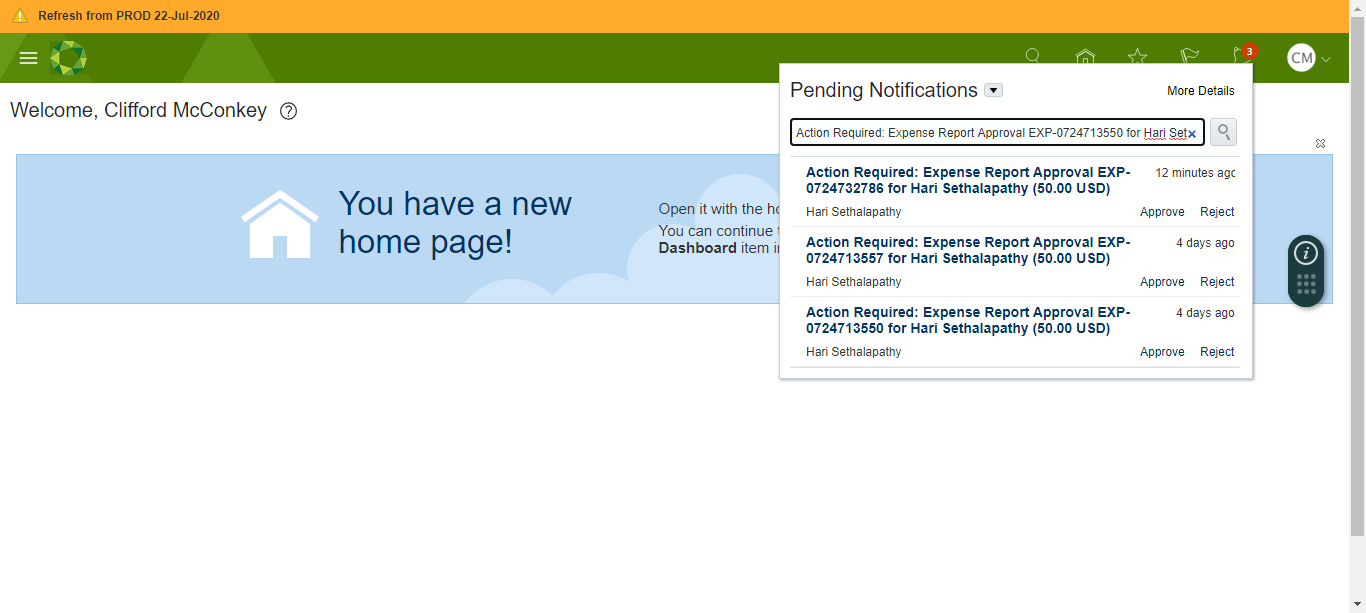 Refresh from PROD 22-Jul-2020
3
CM
Welcome, Clifford McConkey ?
Pending Notifications
More Details
Action Required: Expense Report Approval EXP-0724713550 for Hari Set
Action Required: Expense Report Approval EXP-
0724732786 for Hari Sethalapathy (50.00 USD)
12 minutes ago
Hari Sethalapathy
Approve Reject
Action Required: Expense Report Approval EXP-
0724713557 for Hari Sethalapathy (50.00 USD)
4 days ago
Hari Sethalapathy
Approve Reject
Action Required: Expense Report Approval EXP-
0724713550 for Hari Sethalapathy (50.00 USD)
4 days ago
Hari Sethalapathy
Approve Reject
You have a new
home page!
Open it with the
You can continue
Dashboard item
i